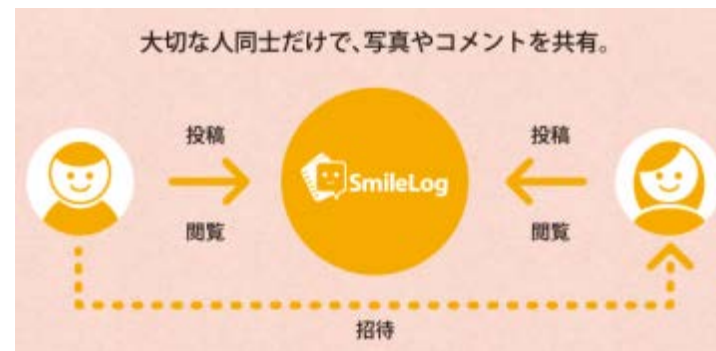 大切な人同士だけで、写真やコメントを共有。
投稿
投稿
SmileLog
閲覧
閲覧
招待